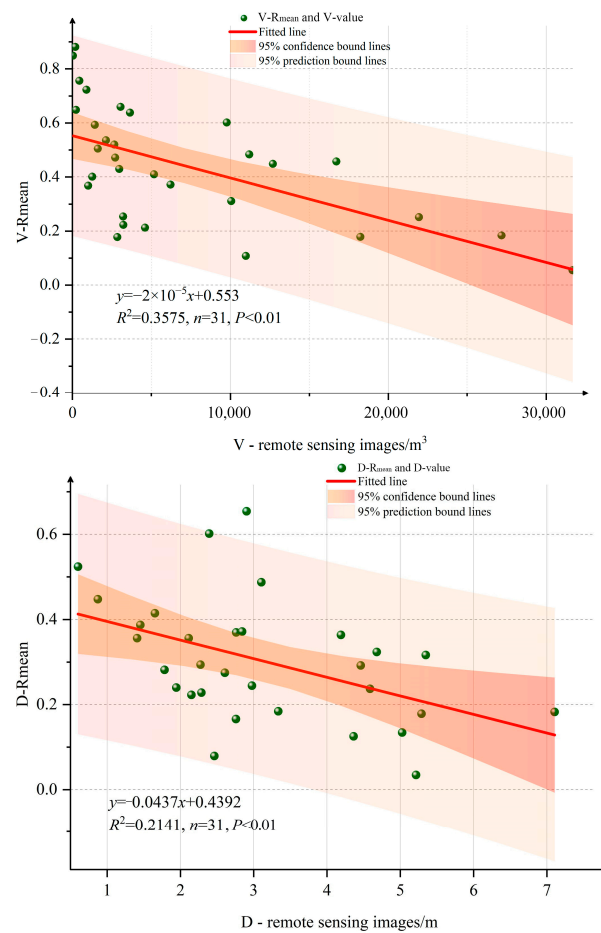 V-Rmean and V-value
Fitted line
95% confidence bound lines
95% prediction bound lines
0.8
0.6
0.4
0.2
0.0
−0.2
−0.4
V-Rmean
y=−2×10⁻⁵x+0.553
R²=0.3575, n=31, P<0.01
0
10,000
20,000
30,000
V - remote sensing images/m³
D-Rmean and D-value
Fitted line
95% confidence bound lines
95% prediction bound lines
0.6
0.4
0.2
0.0
D-Rmean
y=−0.0437x+0.4392
R²=0.2141, n=31, P<0.01
1
2
3
4
5
6
7
D - remote sensing images/m